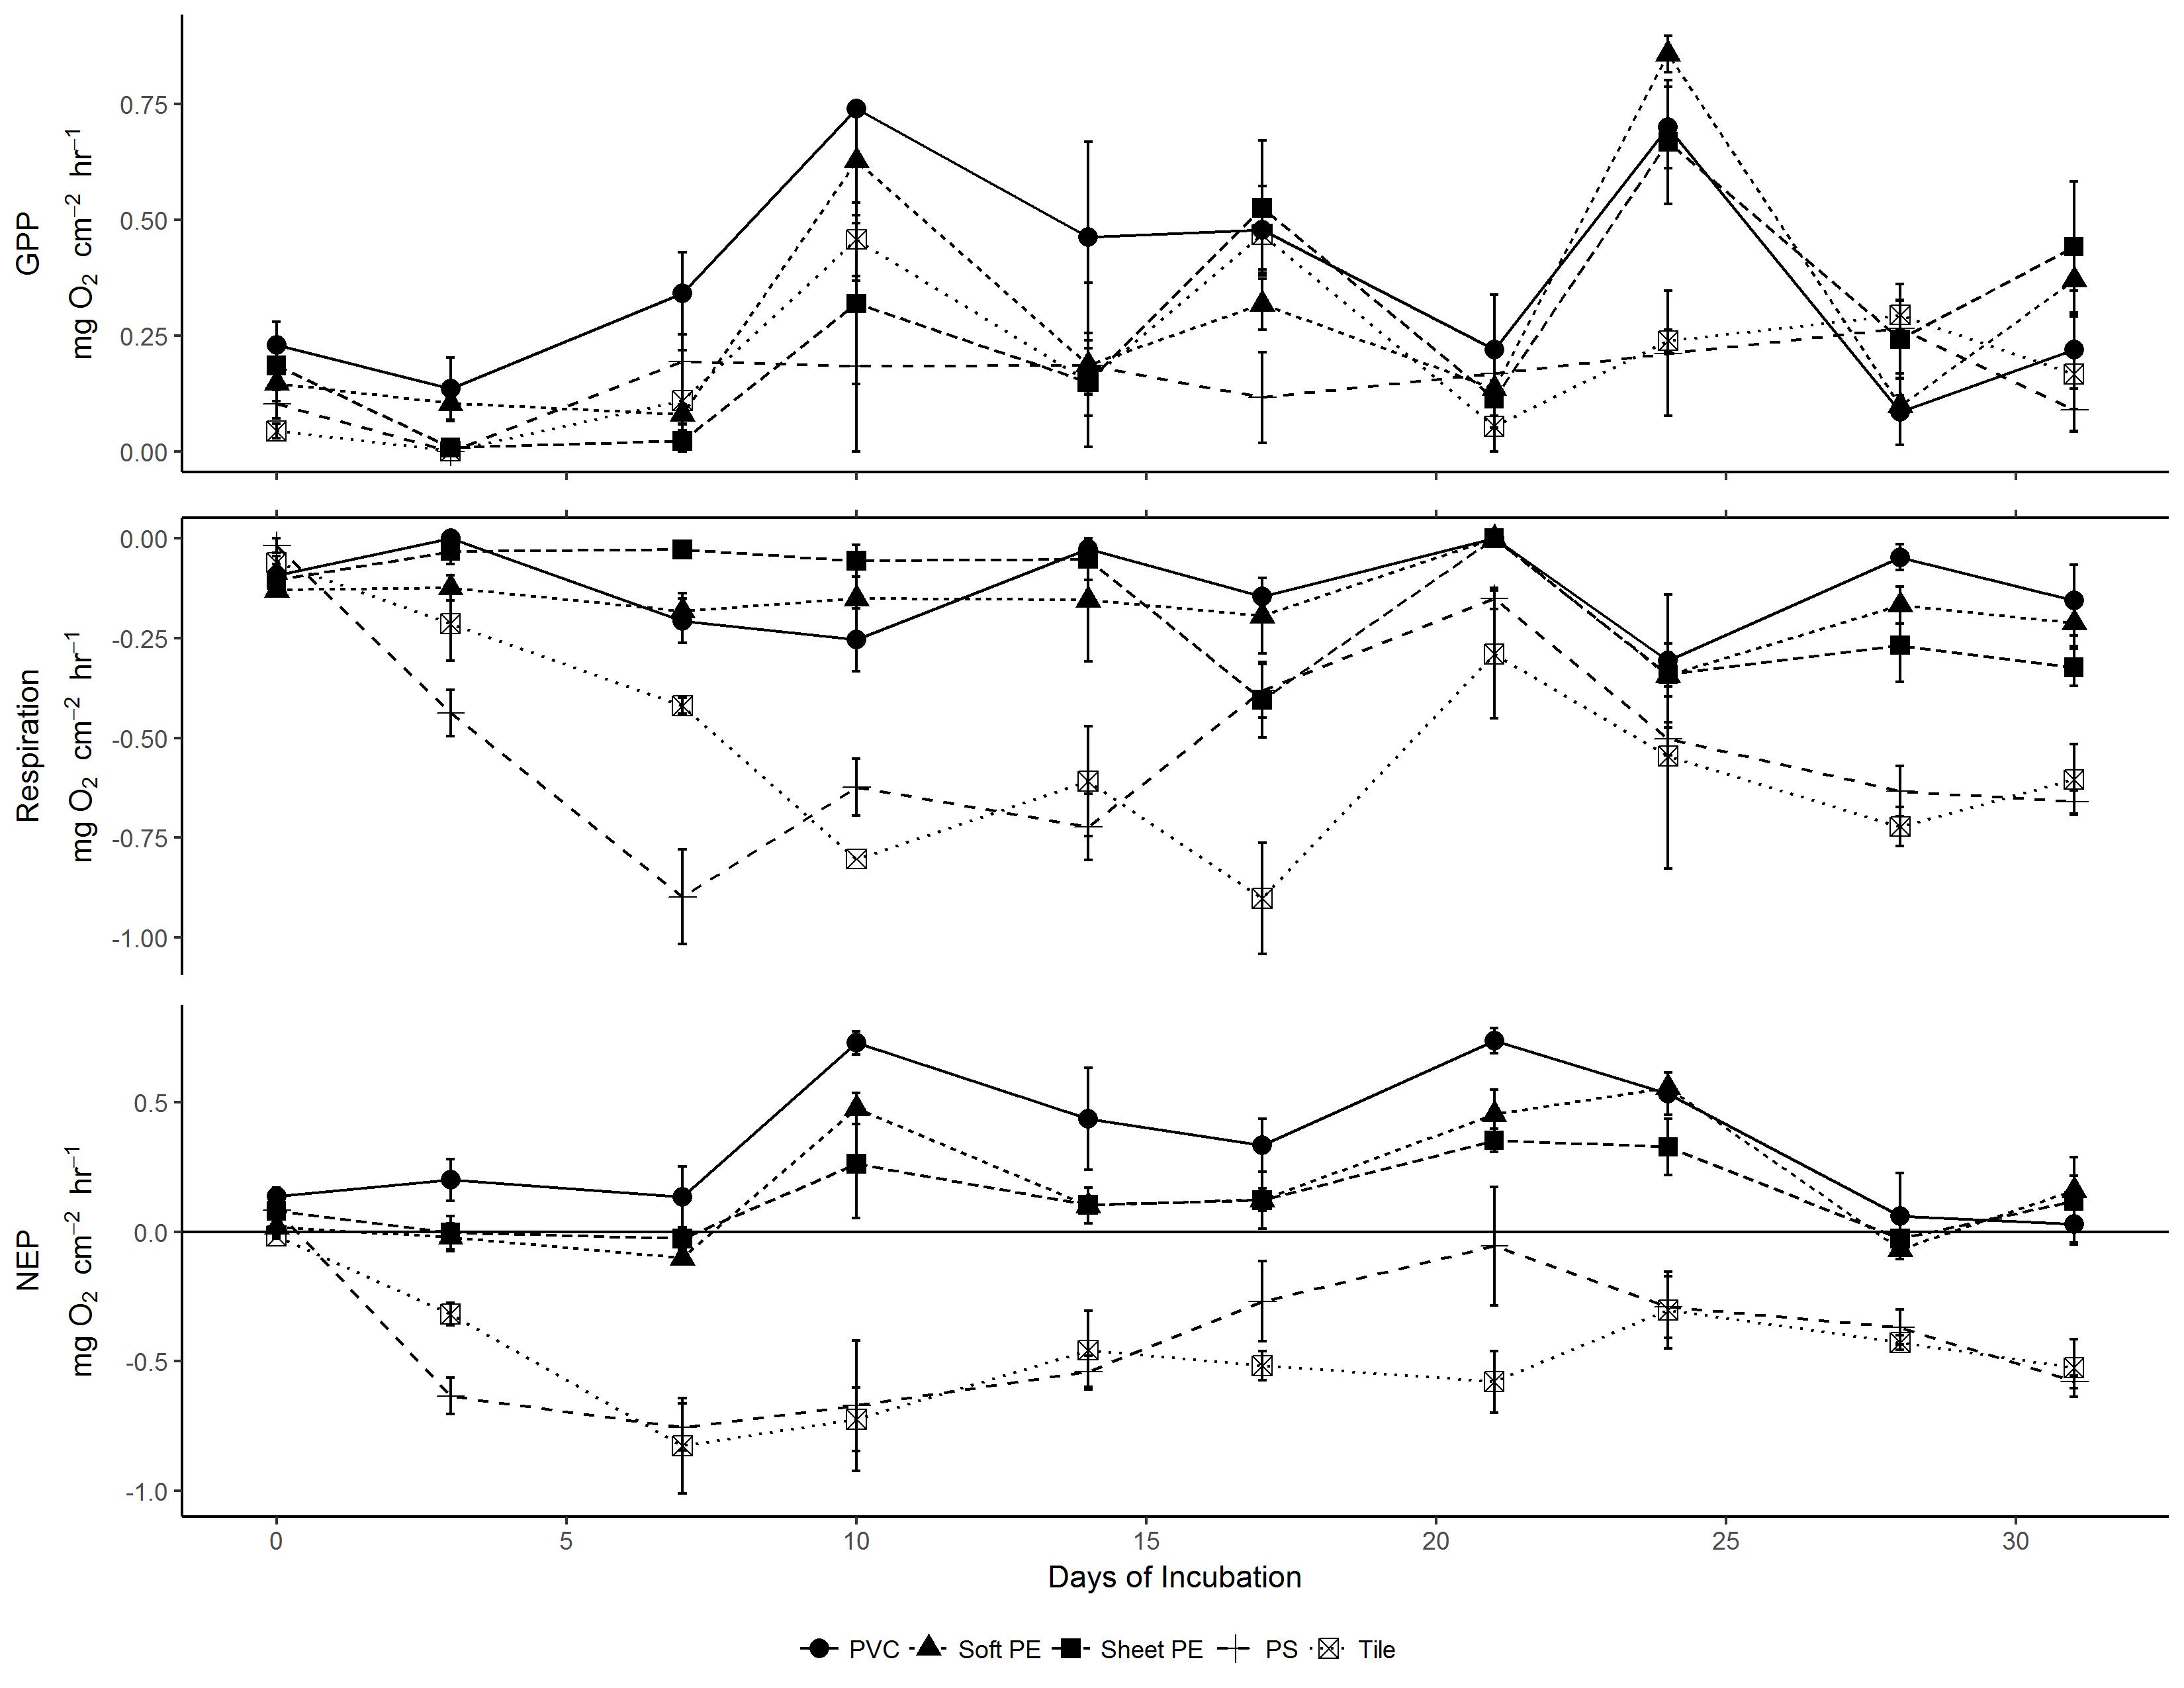 GPP
mg O₂ cm⁻² hr⁻¹
0.75
0.50
0.25
0.00
Respiration
mg O₂ cm⁻² hr⁻¹
0.00
-0.25
-0.50
-0.75
-1.00
NEP
mg O₂ cm⁻² hr⁻¹
0.5
0.0
-0.5
-1.0
0 5 10 15 20 25 30
Days of Incubation
PVC Soft PE Sheet PE PS Tile